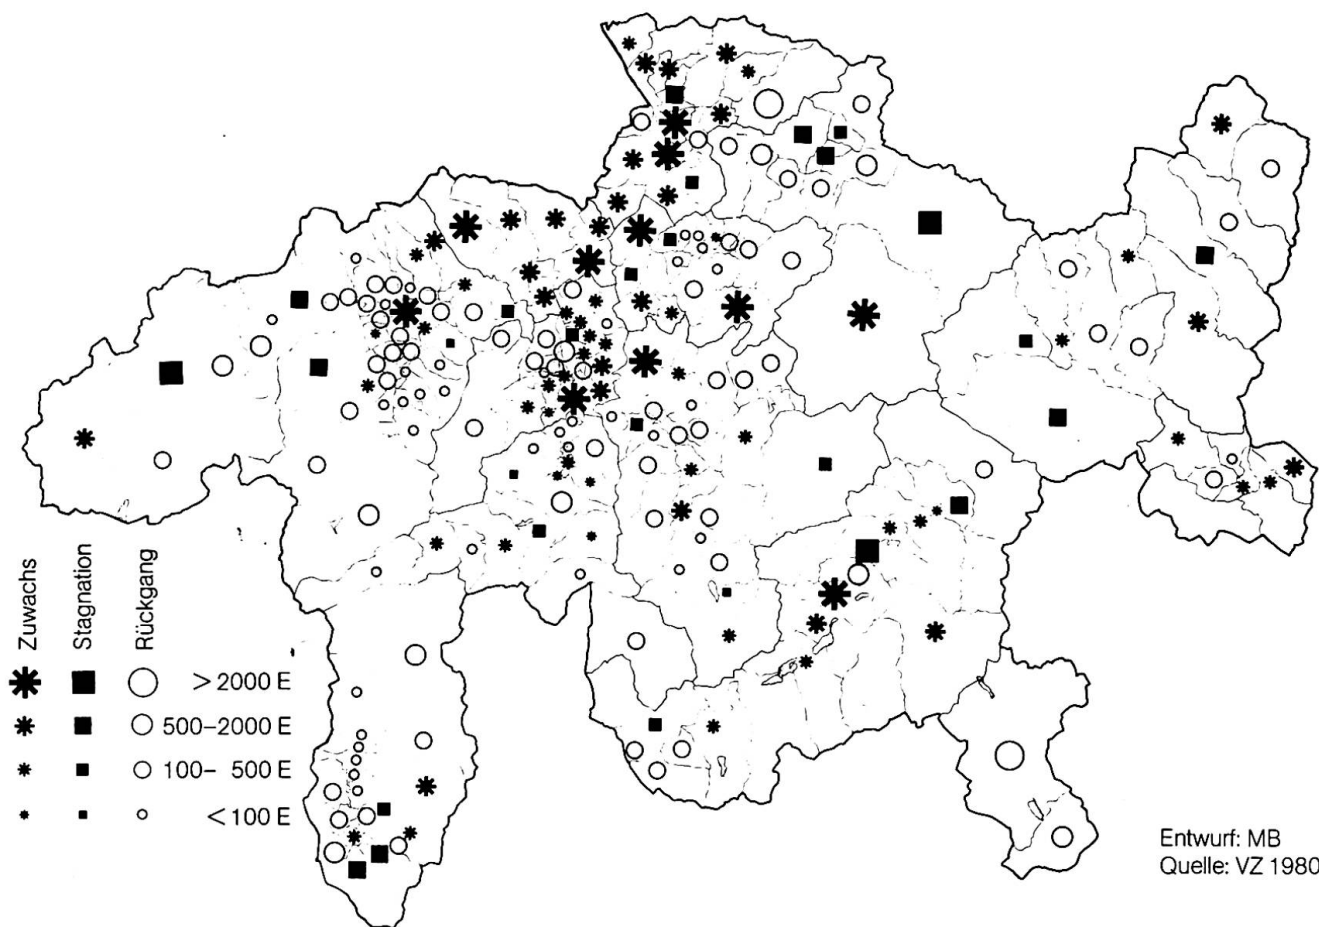 Zuwachs
Stagnation
Rückgang
>2000 E
500–2000 E
100– 500 E
<100 E
Entwurf: MB
Quelle: VZ 1980